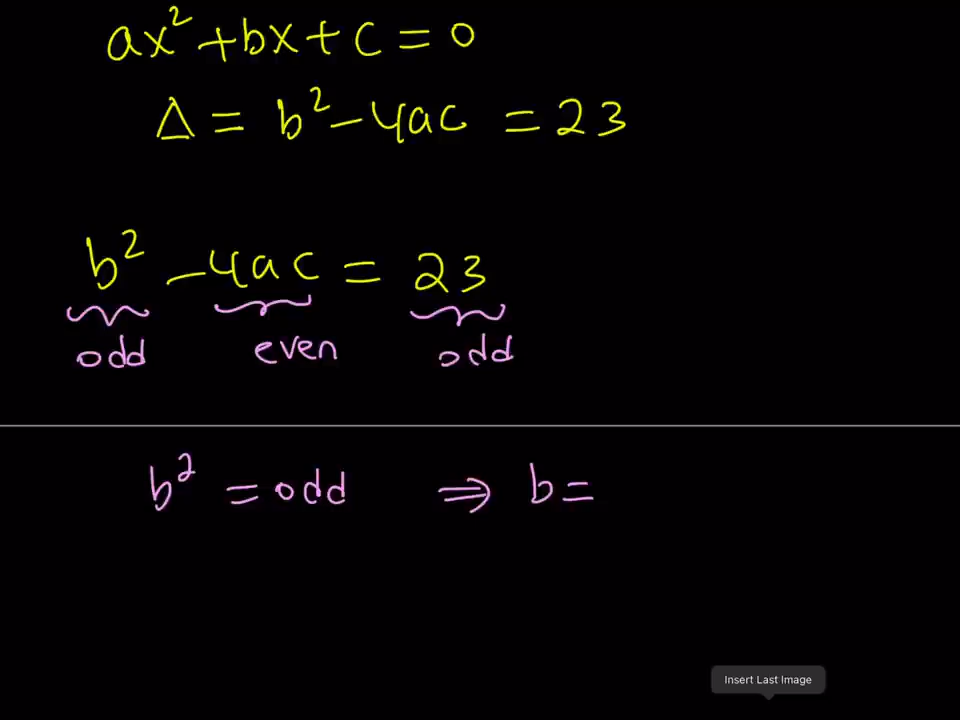 ax² + bx + c = 0
Δ = b² - 4ac = 23
b² - 4ac = 23
odd even odd
b² = odd ⇒ b =
Insert Last Image